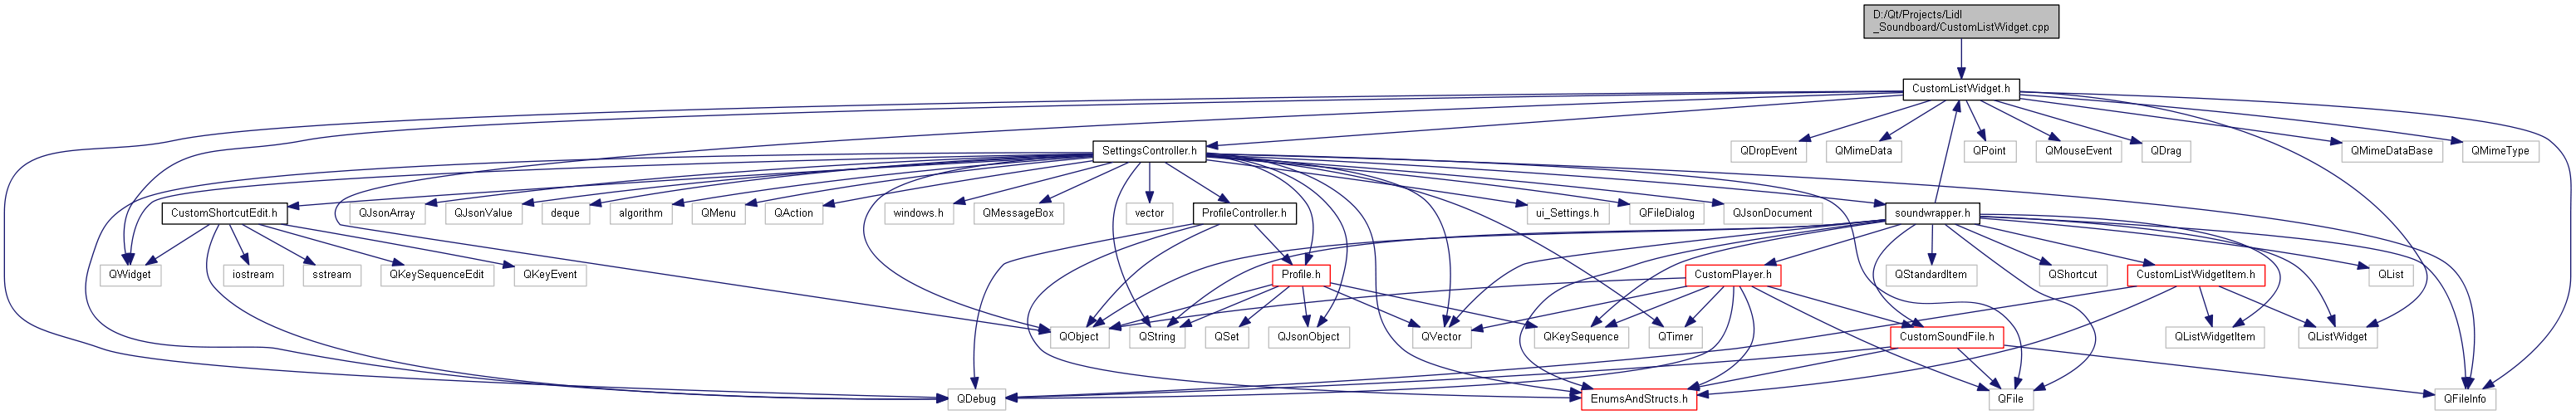 D:/Qt/Projects/Lidl
_Soundboard/CustomListWidget.cpp
CustomListWidget.h
SettingsController.h
QDropEvent
QMimeData
QPoint
QMouseEvent
QDrag
QMimeDataBase
QMimeType
CustomShortcutEdit.h
QJsonArray
QJsonValue
deque
algorithm
QMenu
QAction
windows.h
QMessageBox
vector
ProfileController.h
ui_Settings.h
QFileDialog
QJsonDocument
soundwrapper.h
QWidget
iostream
sstream
QKeySequenceEdit
QKeyEvent
Profile.h
CustomPlayer.h
QStandardItem
QShortcut
CustomListWidgetItem.h
QList
QObject
QString
QSet
QJsonObject
QVector
QKeySequence
QTimer
CustomSoundFile.h
QListWidgetItem
QListWidget
QDebug
EnumsAndStructs.h
QFile
QFileInfo